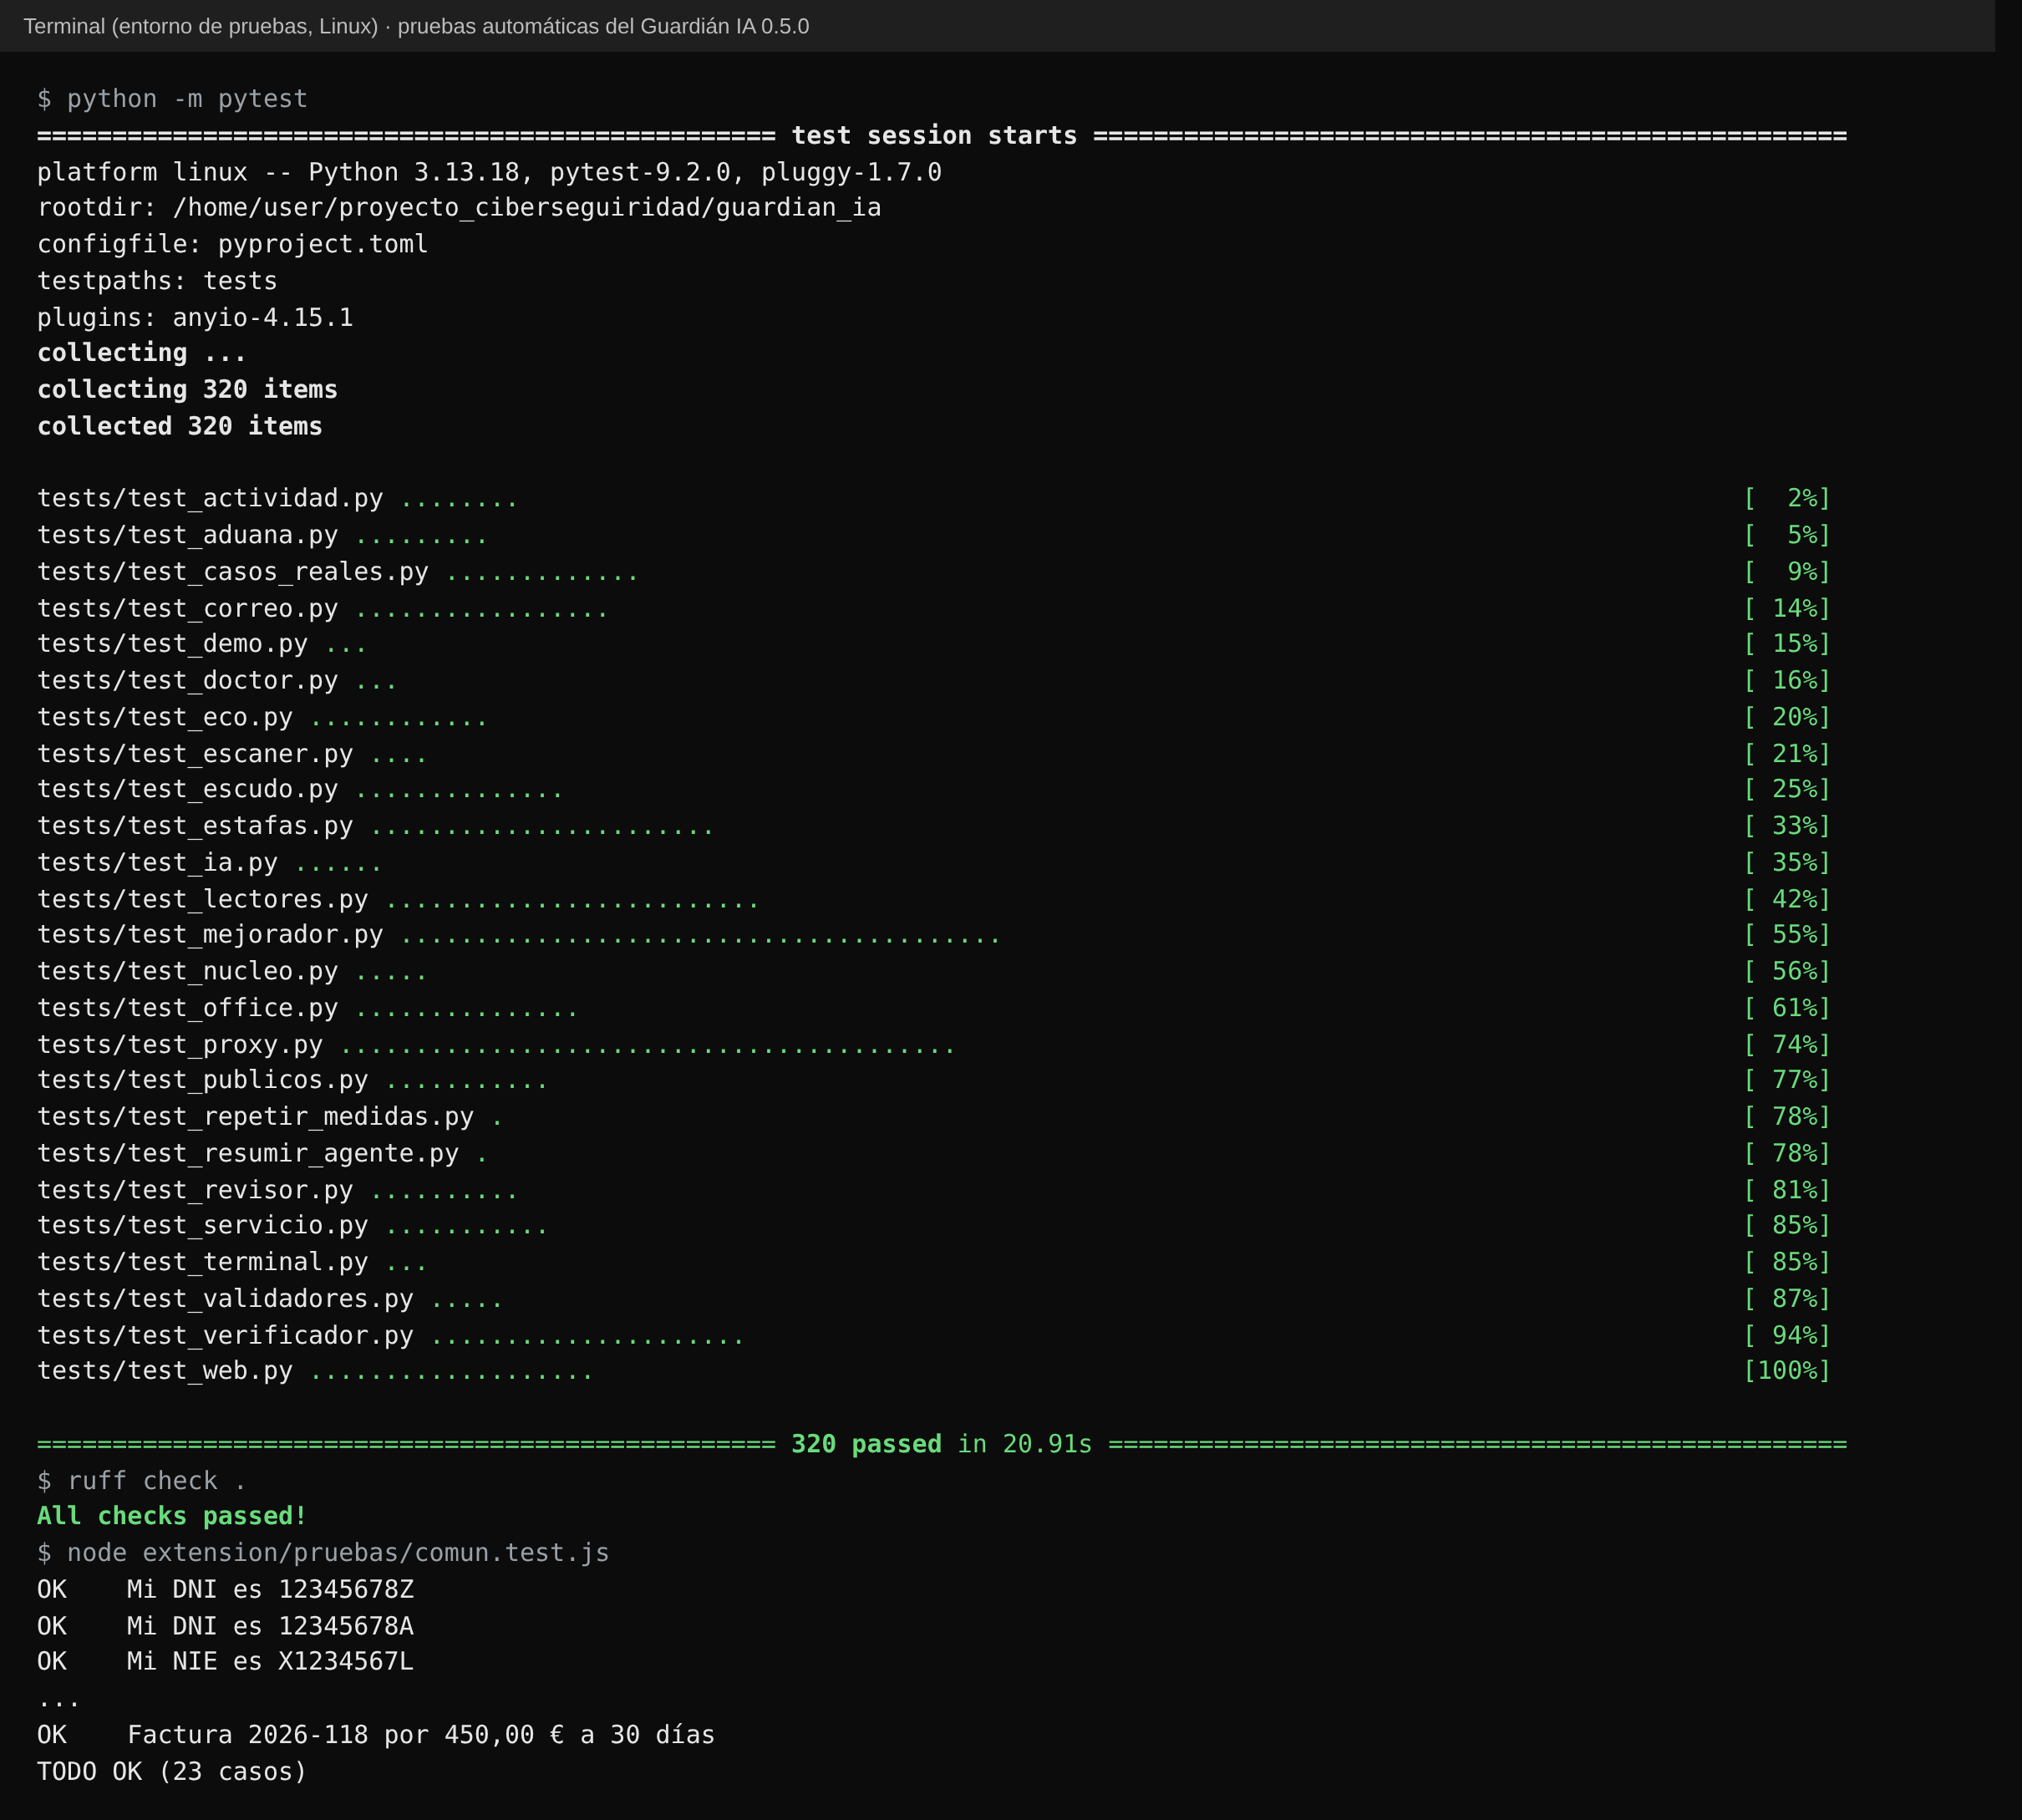 Terminal (entorno de pruebas, Linux) · pruebas automáticas del Guardián IA 0.5.0
$ python -m pytest
================================================= test session starts ==================================================
platform linux -- Python 3.13.18, pytest-9.2.0, pluggy-1.7.0
rootdir: /home/user/proyecto_ciberseguiridad/guardian_ia
configfile: pyproject.toml
testpaths: tests
plugins: anyio-4.15.1
collecting ...
collecting 320 items
collected 320 items
tests/test_actividad.py ........ [  2%]
tests/test_aduana.py ......... [  5%]
tests/test_casos_reales.py ............. [  9%]
tests/test_correo.py ................. [ 14%]
tests/test_demo.py ... [ 15%]
tests/test_doctor.py ... [ 16%]
tests/test_eco.py ............ [ 20%]
tests/test_escaner.py .... [ 21%]
tests/test_escudo.py .............. [ 25%]
tests/test_estafas.py ....................... [ 33%]
tests/test_ia.py ...... [ 35%]
tests/test_lectores.py ......................... [ 42%]
tests/test_mejorador.py ........................................ [ 55%]
tests/test_nucleo.py ..... [ 56%]
tests/test_office.py ............... [ 61%]
tests/test_proxy.py ......................................... [ 74%]
tests/test_publicos.py ........... [ 77%]
tests/test_repetir_medidas.py . [ 78%]
tests/test_resumir_agente.py . [ 78%]
tests/test_revisor.py .......... [ 81%]
tests/test_servicio.py ........... [ 85%]
tests/test_terminal.py ... [ 85%]
tests/test_validadores.py ..... [ 87%]
tests/test_verificador.py ..................... [ 94%]
tests/test_web.py ................... [100%]
================================================= 320 passed in 20.91s =================================================
$ ruff check .
All checks passed!
$ node extension/pruebas/comun.test.js
OK    Mi DNI es 12345678Z
OK    Mi DNI es 12345678A
OK    Mi NIE es X1234567L
...
OK    Factura 2026-118 por 450,00 € a 30 días
TODO OK (23 casos)